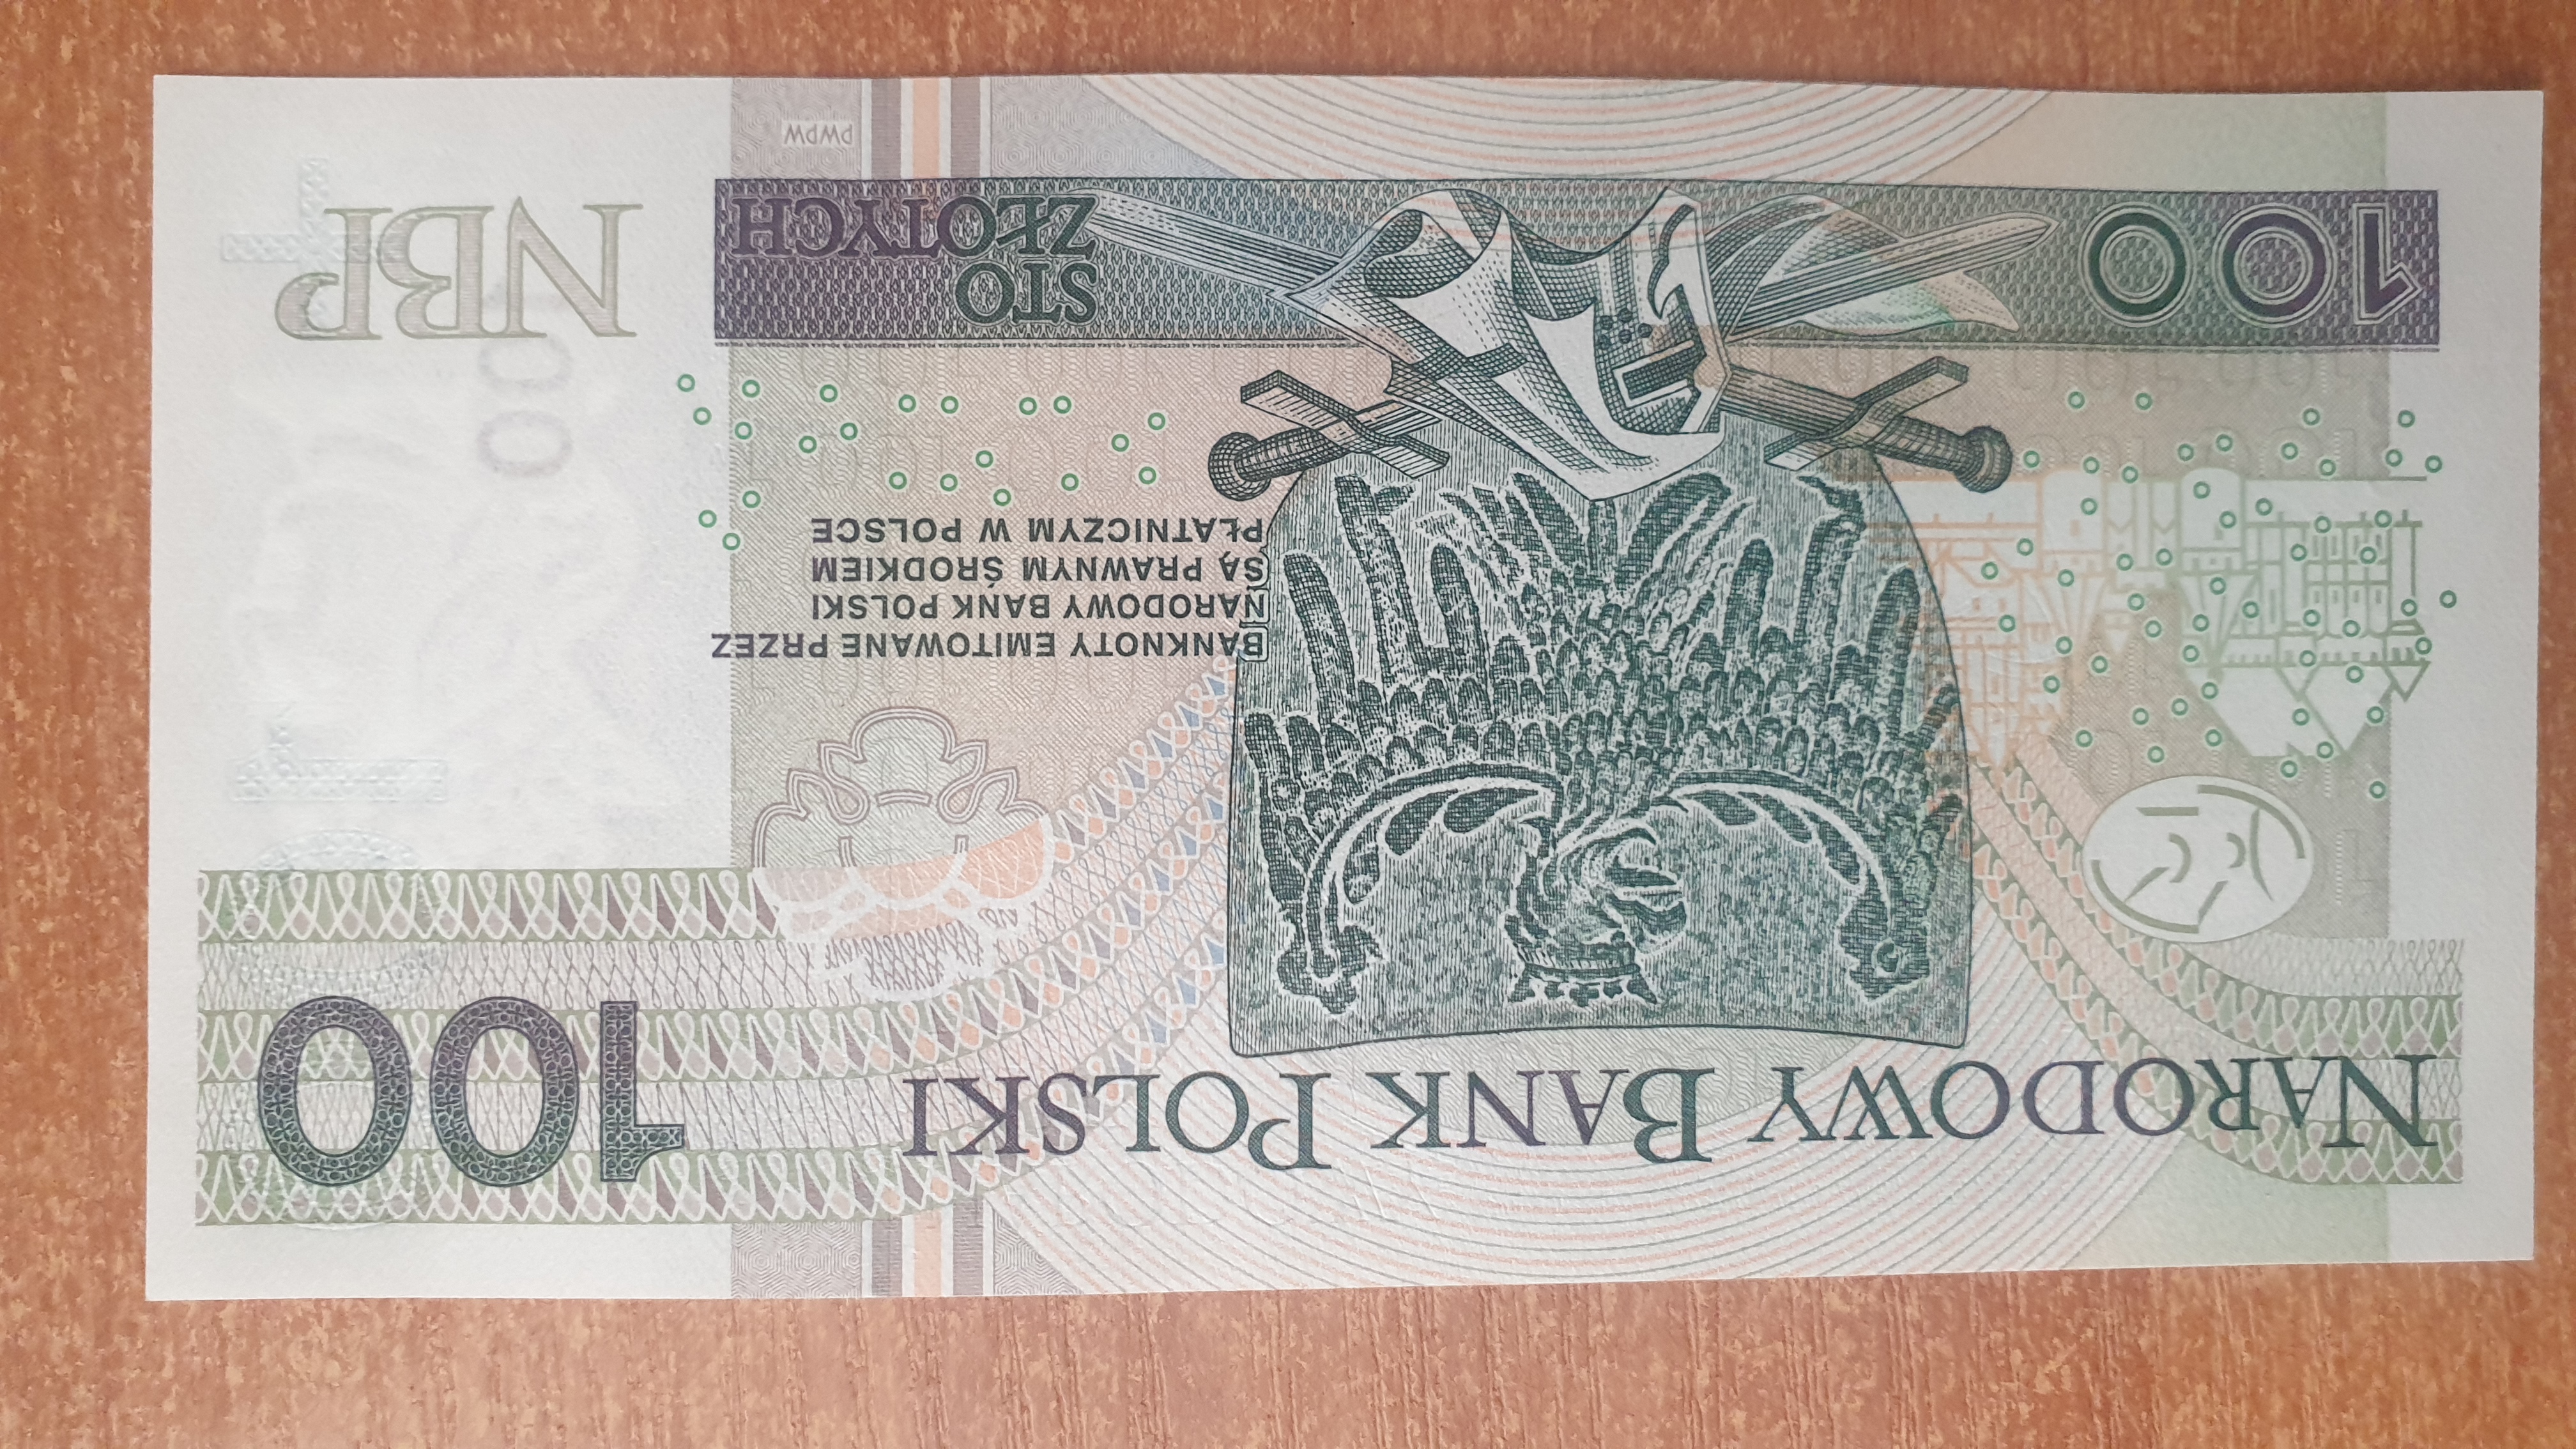 NARODOWY BANK POLSKI
100
BANKNOTY EMITOWANE PRZEZ
NARODOWY BANK POLSKI
SĄ PRAWNYM ŚRODKIEM
PŁATNICZYM W POLSCE
100
STO
ZŁOTYCH
NBP
100
PWPW